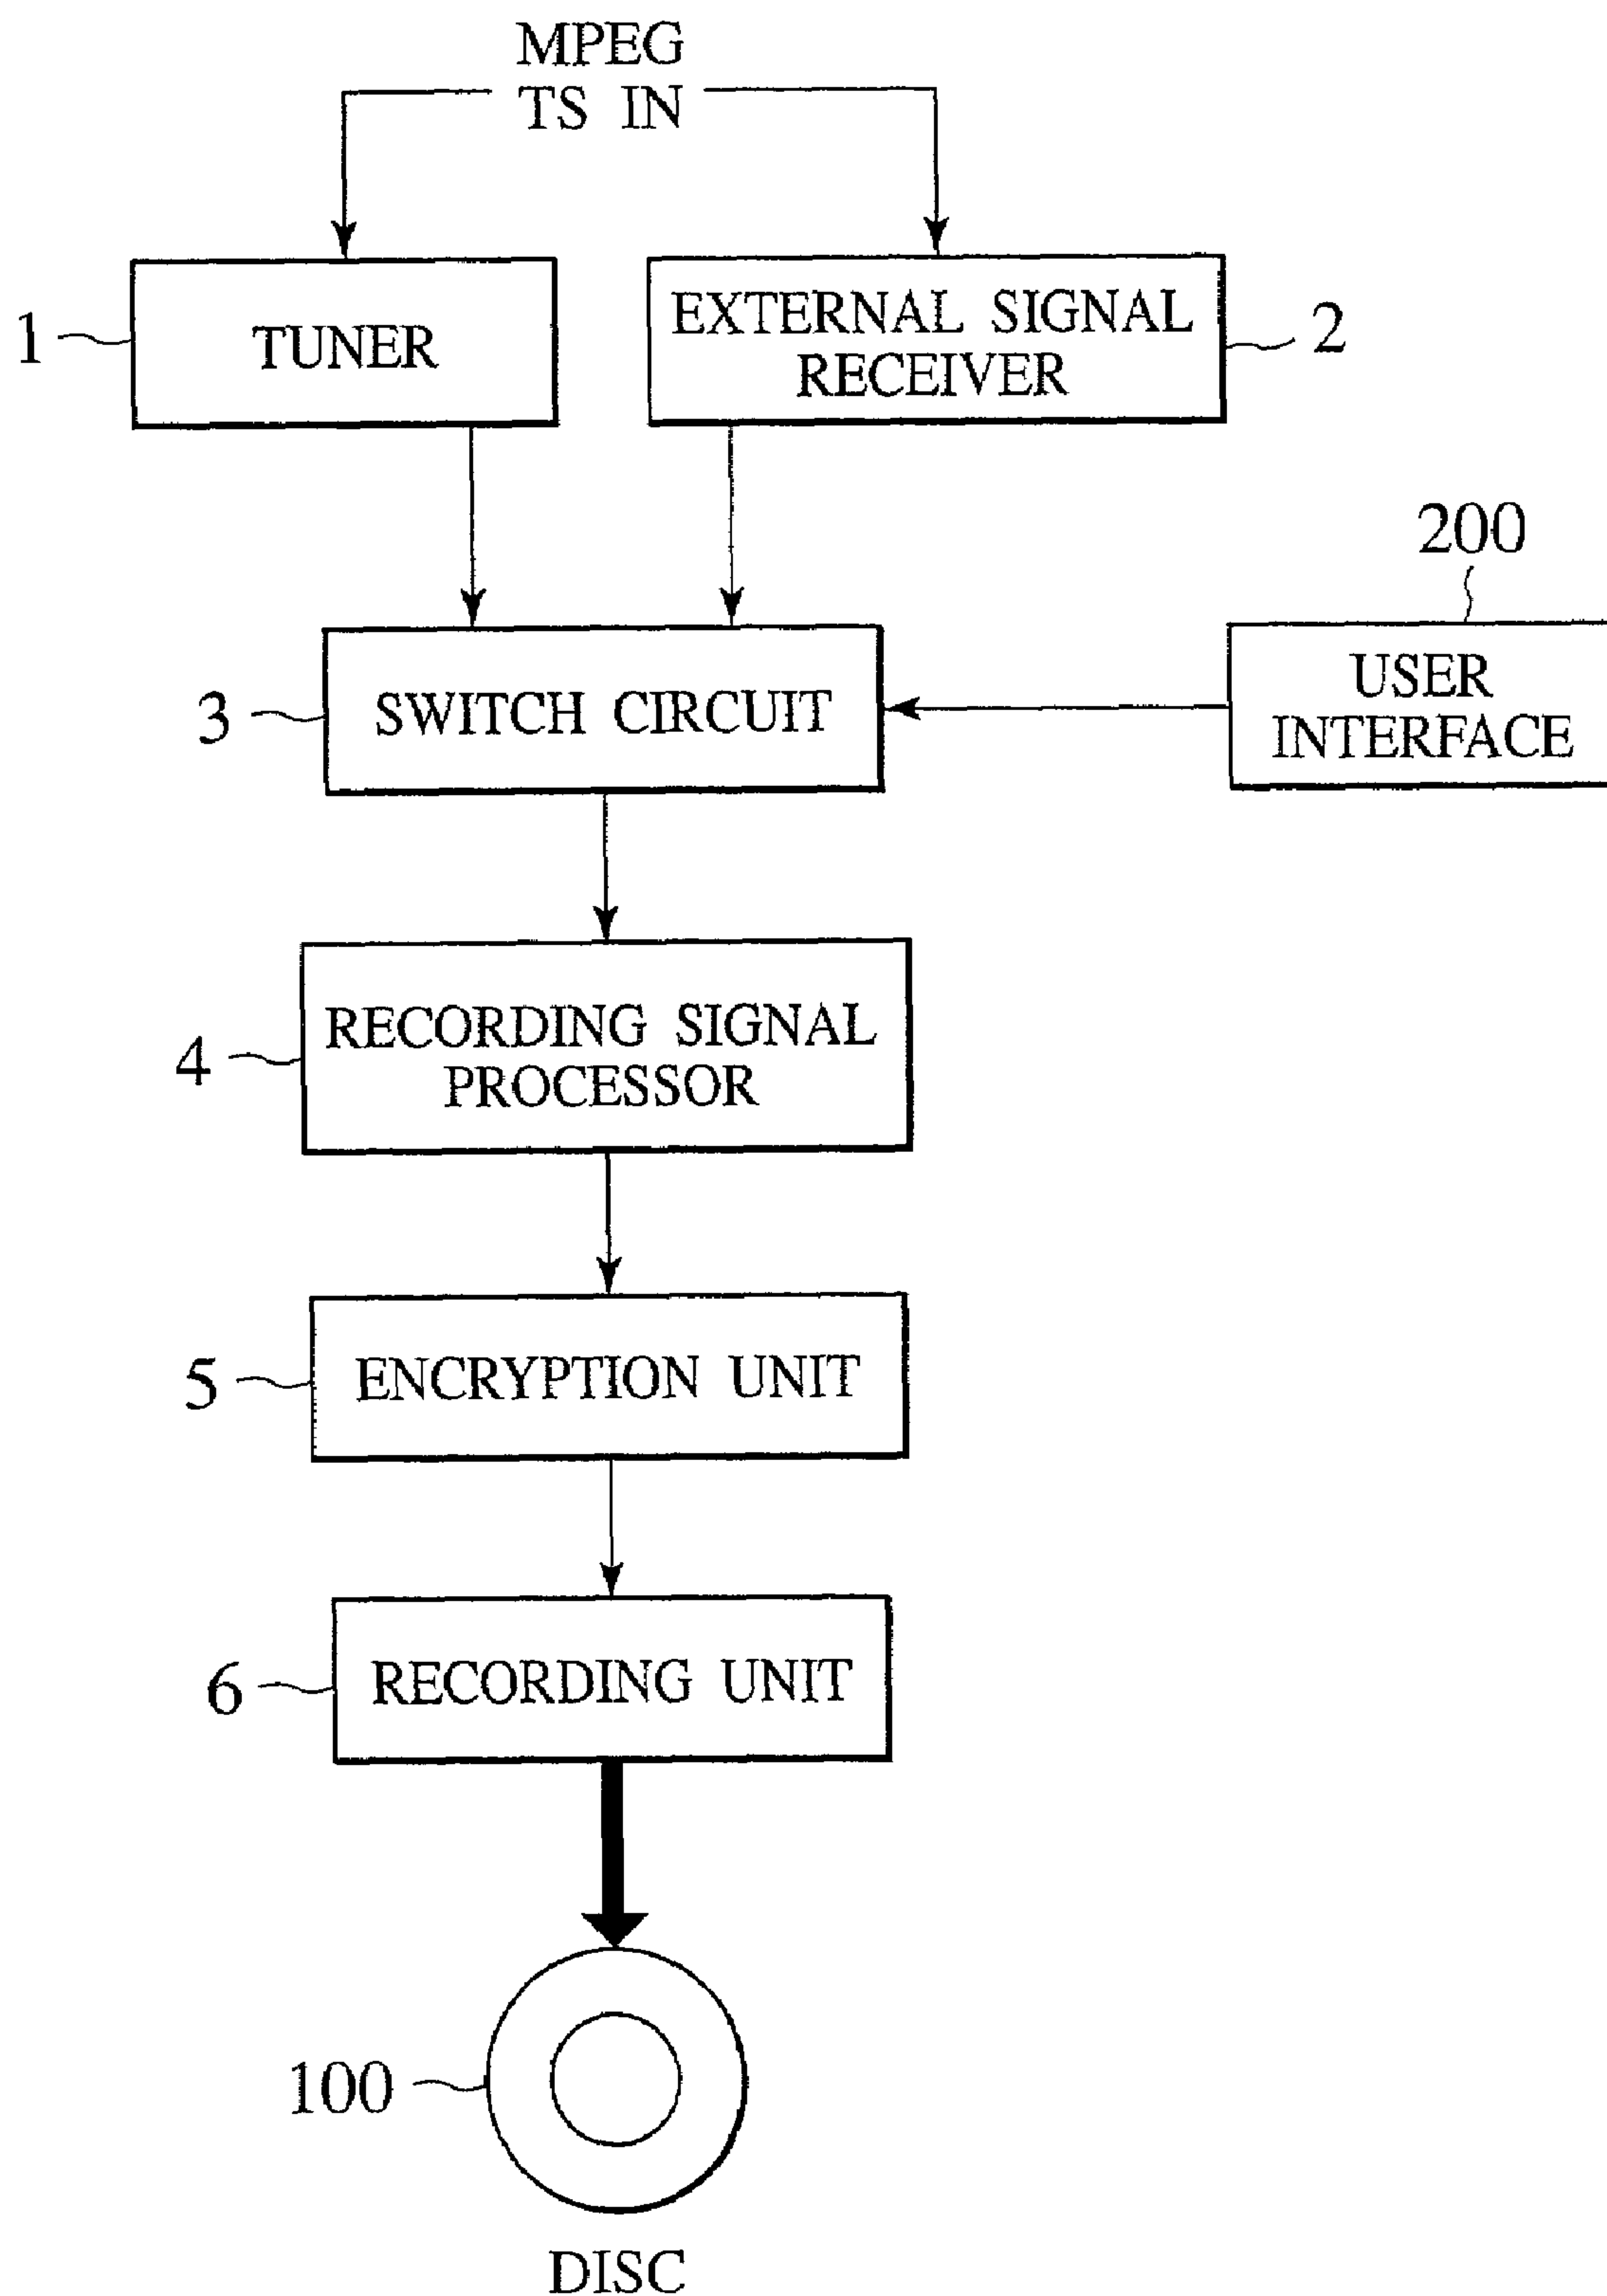 MPEG
TS IN
1
TUNER
EXTERNAL SIGNAL
RECEIVER
2
200
3
SWITCH CIRCUIT
USER
INTERFACE
4
RECORDING SIGNAL
PROCESSOR
5
ENCRYPTION UNIT
6
RECORDING UNIT
100
DISC